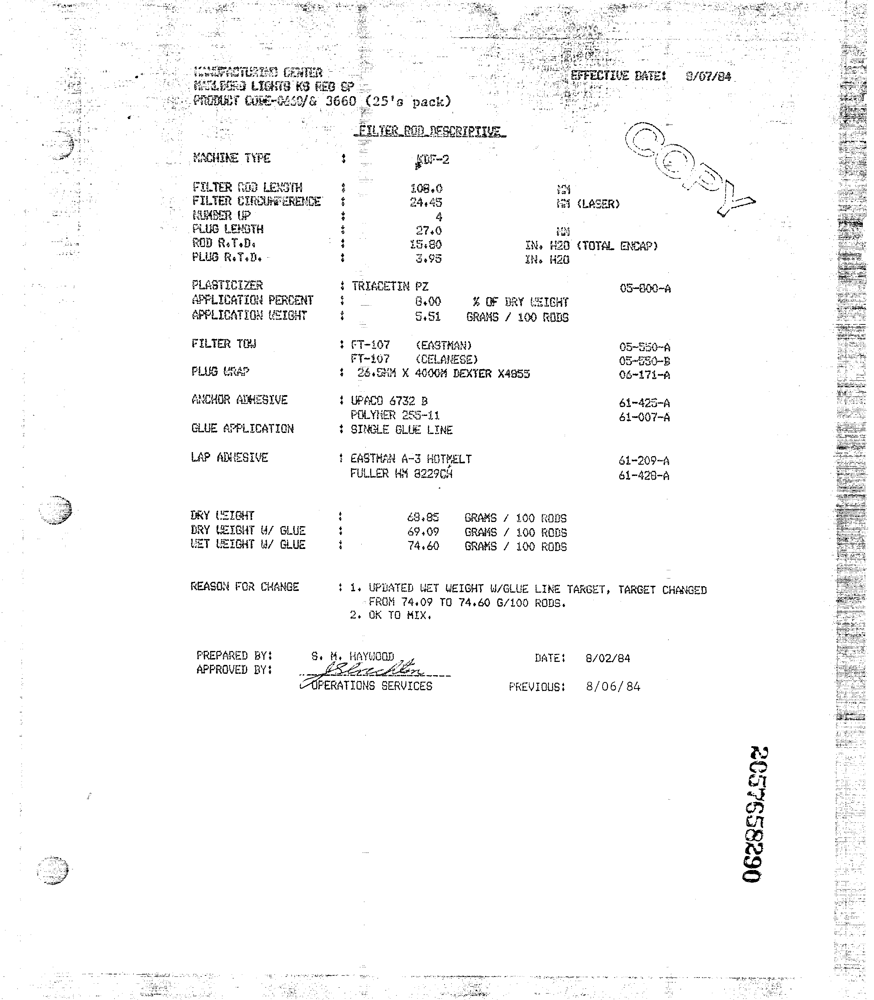 MANUFACTURING CENTER
EFFECTIVE DATE: 8/07/84
MARLBORO LIGHTS KS REG SP
PRODUCT CODE- & 3660 (25's pack)
FILTER ROD DESCRIPTIVE
COPY
MACHINE TYPE : KDF-2
FILTER ROD LENGTH : 108.0 MM
FILTER CIRCUMFERENCE : 24.45 MM (LASER)
NUMBER UP : 4
PLUG LENGTH : 27.0 MM
ROD R.T.D. : 15.80 IN. H2O (TOTAL ENCAP)
PLUG R.T.D. : 3.95 IN. H2O
PLASTICIZER : TRIACETIN PZ 05-800-A
APPLICATION PERCENT : 8.00 % OF DRY WEIGHT
APPLICATION WEIGHT : 5.51 GRAMS / 100 RODS
FILTER TOW : FT-107 (EASTMAN) 05-550-A
FT-107 (CELANESE) 05-550-B
PLUG WRAP : 26.5MM X 4000M DEXTER X4855 06-171-A
ANCHOR ADHESIVE : UPACO 6732 B 61-425-A
POLYMER 255-11 61-007-A
GLUE APPLICATION : SINGLE GLUE LINE
LAP ADHESIVE : EASTMAN A-3 HOTMELT 61-209-A
FULLER HM 8229CH 61-428-A
DRY WEIGHT : 68.85 GRAMS / 100 RODS
DRY WEIGHT W/ GLUE : 69.09 GRAMS / 100 RODS
WET WEIGHT W/ GLUE : 74.60 GRAMS / 100 RODS
REASON FOR CHANGE : 1. UPDATED WET WEIGHT W/GLUE LINE TARGET, TARGET CHANGED
FROM 74.09 TO 74.60 G/100 RODS.
2. OK TO MIX.
PREPARED BY: S. M. HAYWOOD DATE: 8/02/84
APPROVED BY:
OPERATIONS SERVICES PREVIOUS: 8/06/84
2057658290